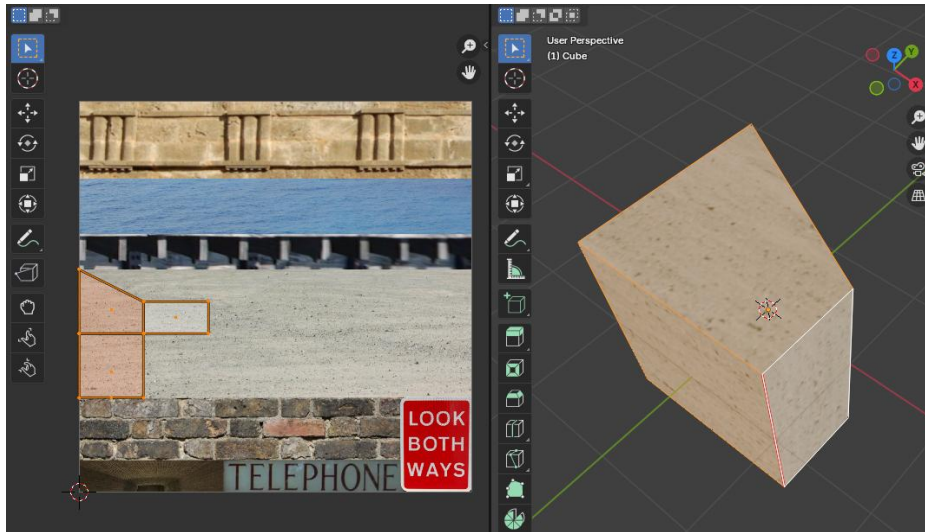 User Perspective
(1) Cube
Z
Y
X
LOOK
BOTH
WAYS
TELEPHONE